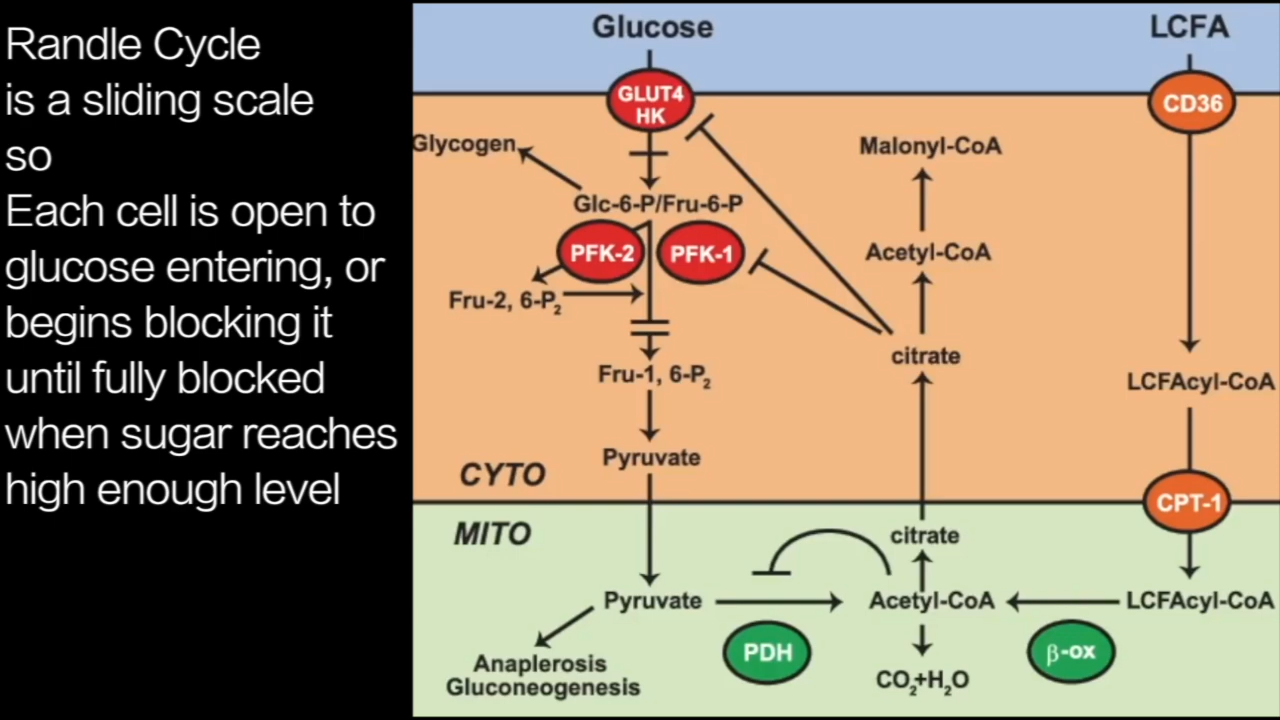 Randle Cycle
is a sliding scale
so
Each cell is open to
glucose entering, or
begins blocking it
until fully blocked
when sugar reaches
high enough level
Glucose
LCFA
GLUT4
HK
CD36
Glycogen
Malonyl-CoA
Glc-6-P/Fru-6-P
PFK-2
PFK-1
Acetyl-CoA
Fru-2, 6-P₂
citrate
Fru-1, 6-P₂
LCFAcyl-CoA
Pyruvate
CYTO
CPT-1
MITO
citrate
Pyruvate
Acetyl-CoA
LCFAcyl-CoA
PDH
β-ox
Anaplerosis
Gluconeogenesis
CO₂+H₂O